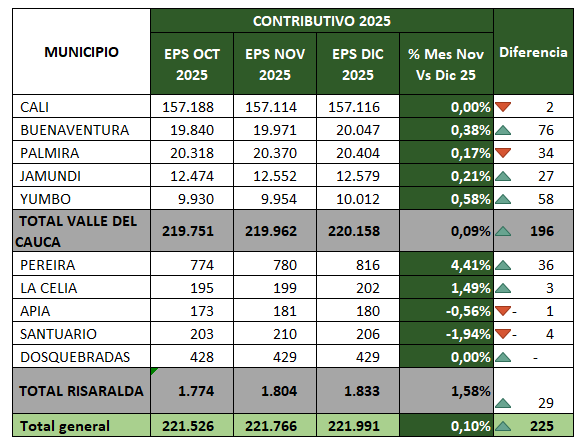 CONTRIBUTIVO 2025
MUNICIPIO EPS OCT 2025 EPS NOV 2025 EPS DIC 2025 % Mes Nov Vs Dic 25 Diferencia
CALI 157.188 157.114 157.116 0,00% 2
BUENAVENTURA 19.840 19.971 20.047 0,38% 76
PALMIRA 20.318 20.370 20.404 0,17% 34
JAMUNDI 12.474 12.552 12.579 0,21% 27
YUMBO 9.930 9.954 10.012 0,58% 58
TOTAL VALLE DEL CAUCA 219.751 219.962 220.158 0,09% 196
PEREIRA 774 780 816 4,41% 36
LA CELIA 195 199 202 1,49% 3
APIA 173 181 180 -0,56% - 1
SANTUARIO 203 210 206 -1,94% - 4
DOSQUEBRADAS 428 429 429 0,00% -
TOTAL RISARALDA 1.774 1.804 1.833 1,58% 29
Total general 221.526 221.766 221.991 0,10% 225